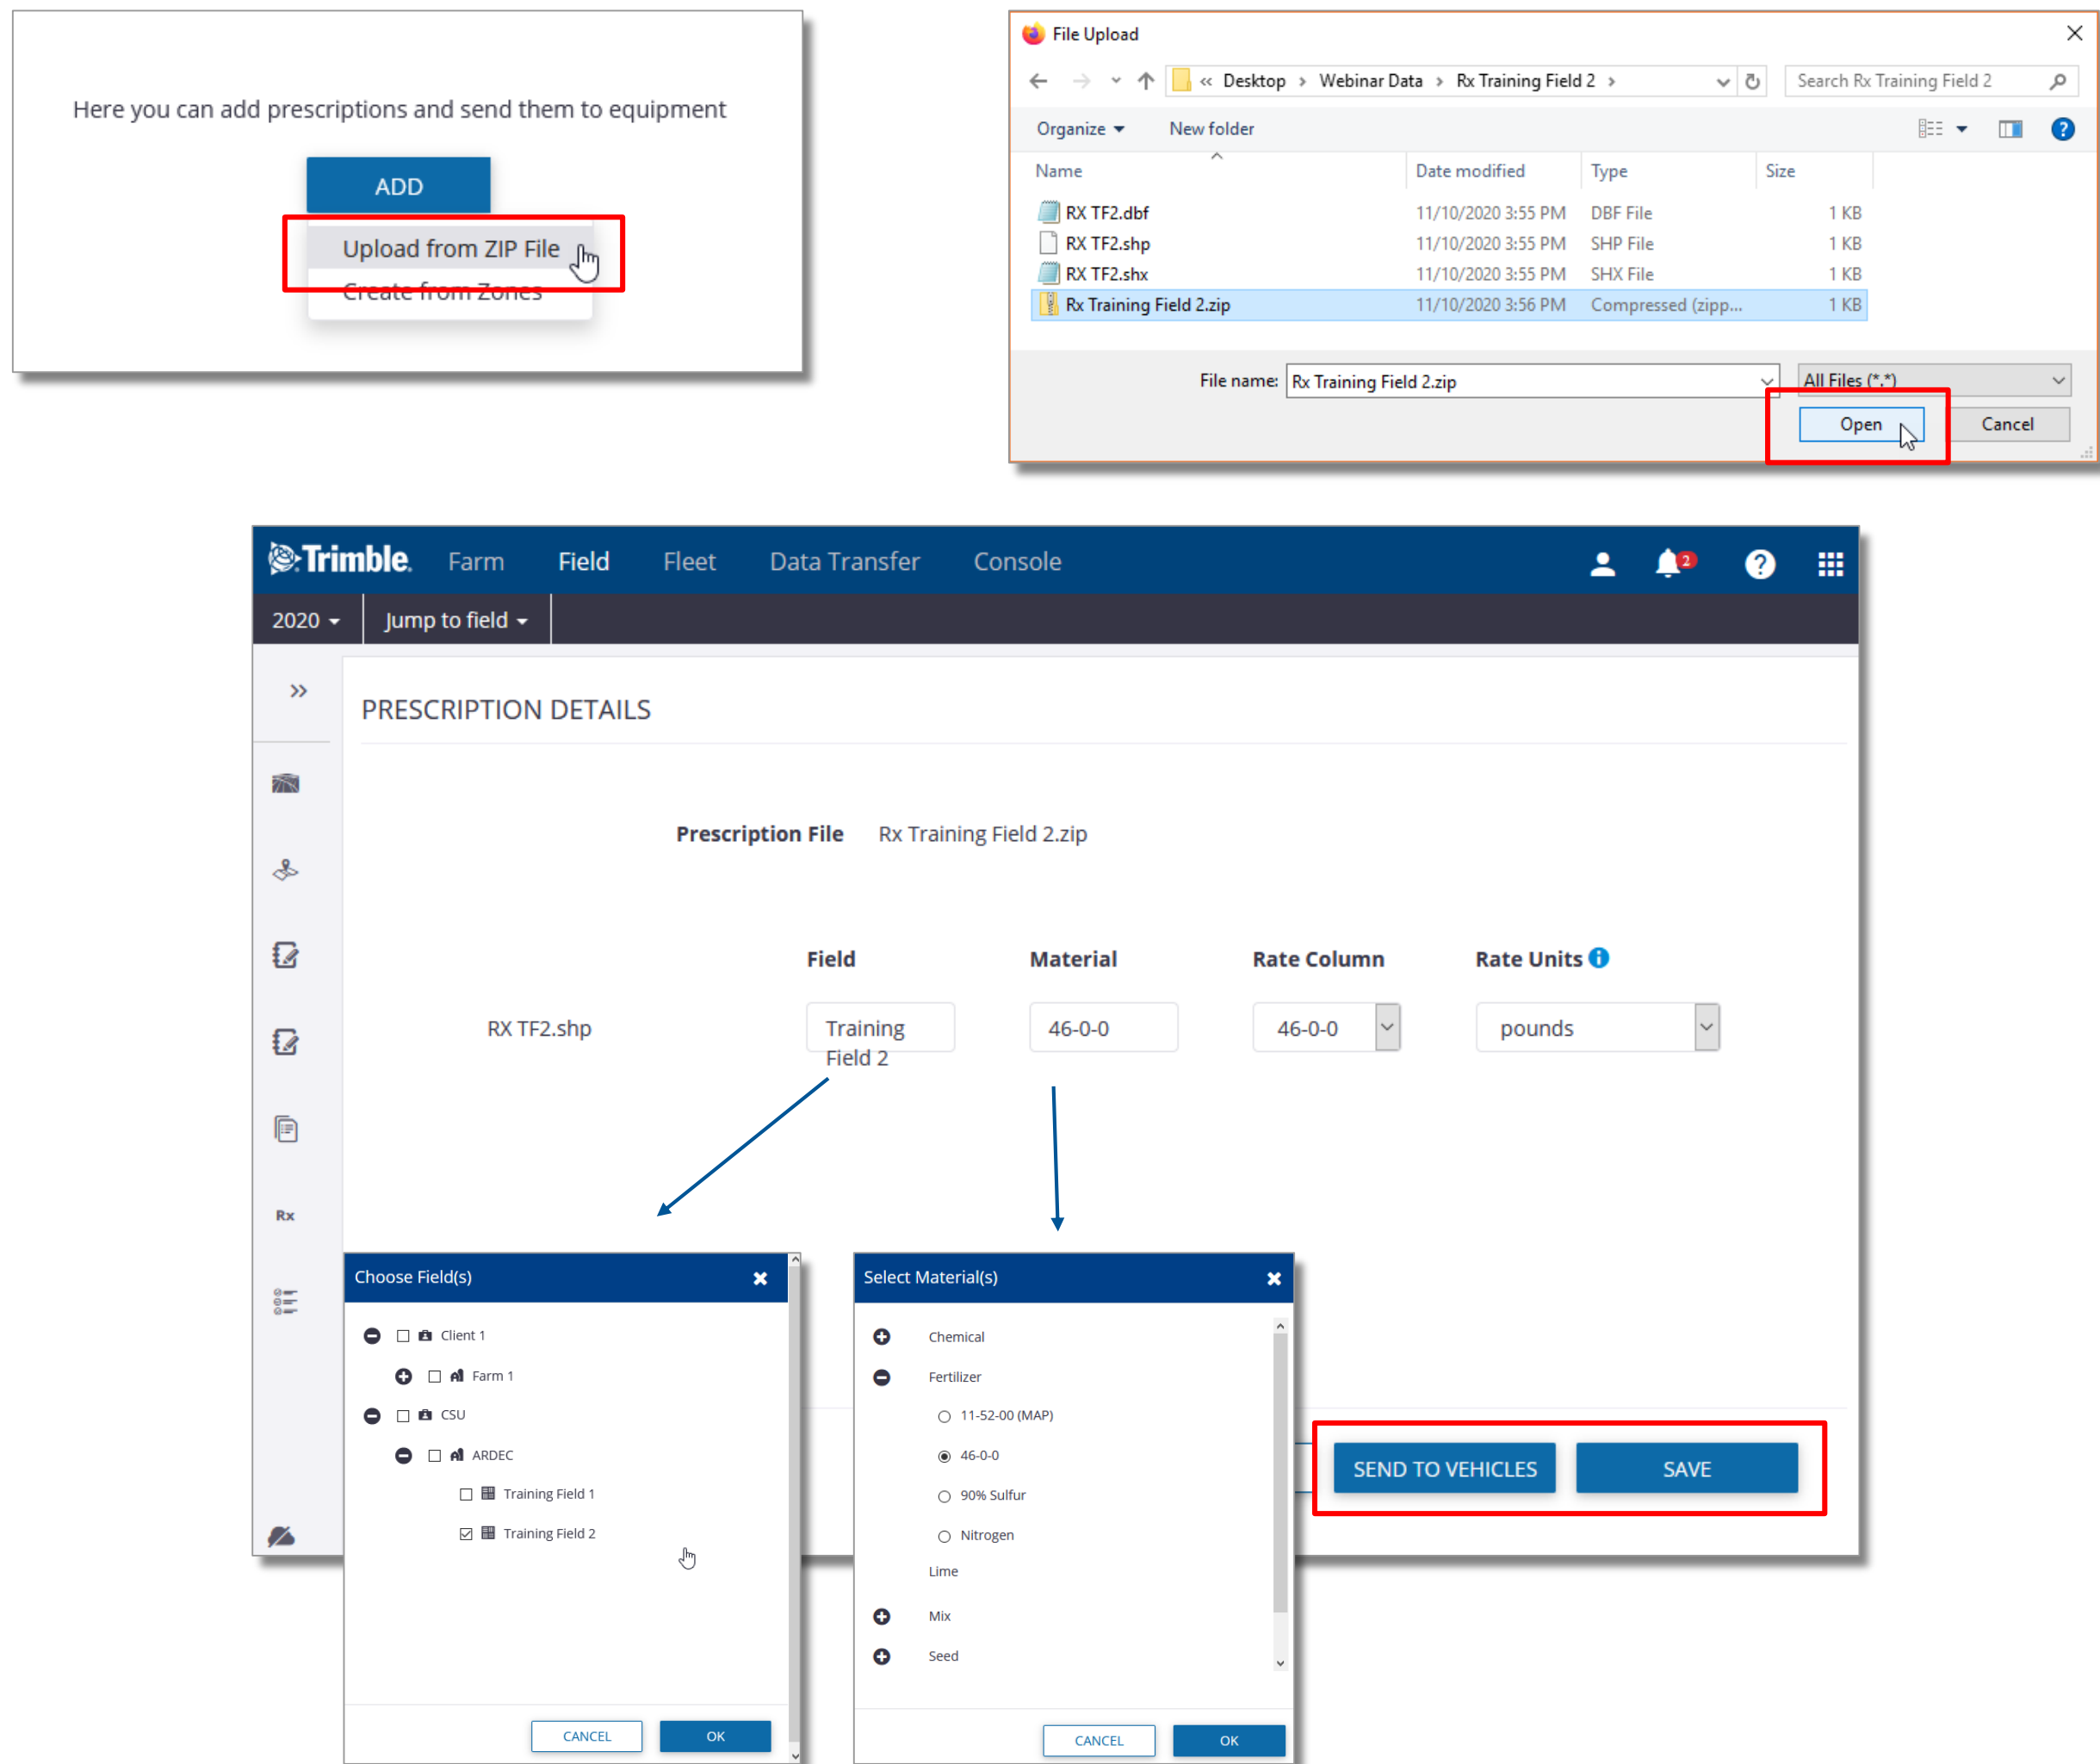 Here you can add prescriptions and send them to equipment
ADD
Upload from ZIP File
Create from Zones
File Upload
« Desktop › Webinar Data › Rx Training Field 2 ›
Search Rx Training Field 2
Organize
New folder
Name Date modified Type Size
RX TF2.dbf 11/10/2020 3:55 PM DBF File 1 KB
RX TF2.shp 11/10/2020 3:55 PM SHP File 1 KB
RX TF2.shx 11/10/2020 3:55 PM SHX File 1 KB
Rx Training Field 2.zip 11/10/2020 3:56 PM Compressed (zipp... 1 KB
File name: Rx Training Field 2.zip All Files (*.*)
Open Cancel
Trimble. Farm Field Fleet Data Transfer Console 2 ?
2020 Jump to field
»
PRESCRIPTION DETAILS
Prescription File Rx Training Field 2.zip
Field Material Rate Column Rate Units
RX TF2.shp Training 46-0-0 46-0-0 pounds
Field 2
Rx
Choose Field(s)
Client 1
Farm 1
CSU
ARDEC
Training Field 1
Training Field 2
CANCEL OK
Select Material(s)
Chemical
Fertilizer
11-52-00 (MAP)
46-0-0
90% Sulfur
Nitrogen
Lime
Mix
Seed
CANCEL OK
SEND TO VEHICLES SAVE